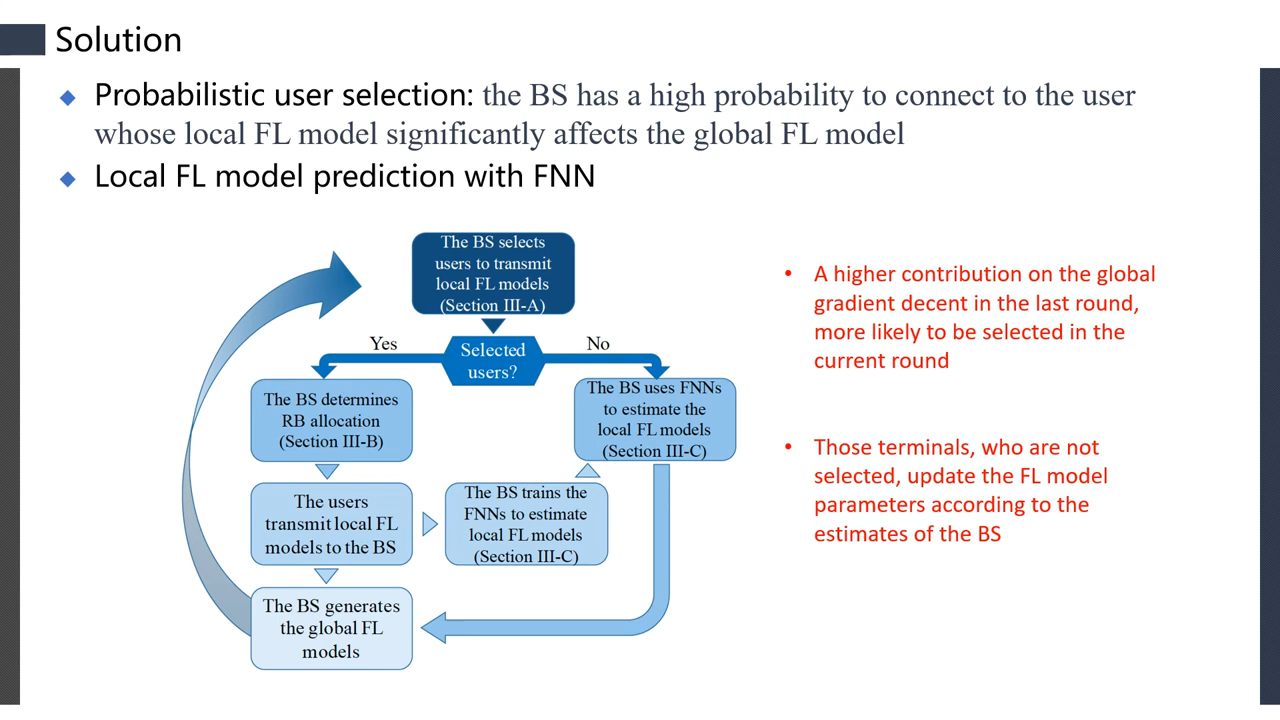 Solution
Probabilistic user selection: the BS has a high probability to connect to the user
whose local FL model significantly affects the global FL model
Local FL model prediction with FNN
The BS selects
users to transmit
local FL models
(Section III-A)
Yes
Selected
users?
No
The BS determines
RB allocation
(Section III-B)
The BS uses FNNs
to estimate the
local FL models
(Section III-C)
The users
transmit local FL
models to the BS
The BS trains the
FNNs to estimate
local FL models
(Section III-C)
The BS generates
the global FL
models
• A higher contribution on the global
gradient decent in the last round,
more likely to be selected in the
current round
• Those terminals, who are not
selected, update the FL model
parameters according to the
estimates of the BS